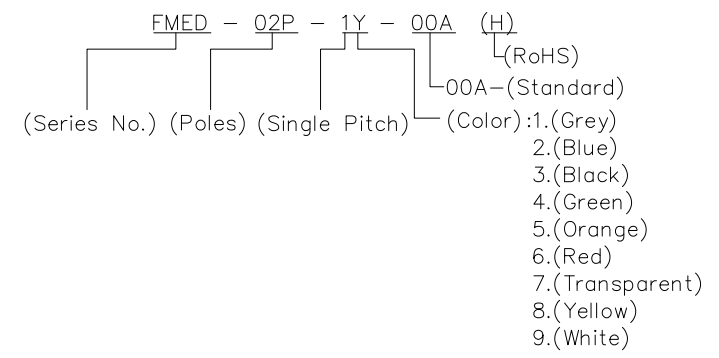 FMED - 02P - 1Y - 00A (H)
(RoHS)
00A-(Standard)
(Series No.) (Poles) (Single Pitch) (Color):1.(Grey)
2.(Blue)
3.(Black)
4.(Green)
5.(Orange)
6.(Red)
7.(Transparent)
8.(Yellow)
9.(White)